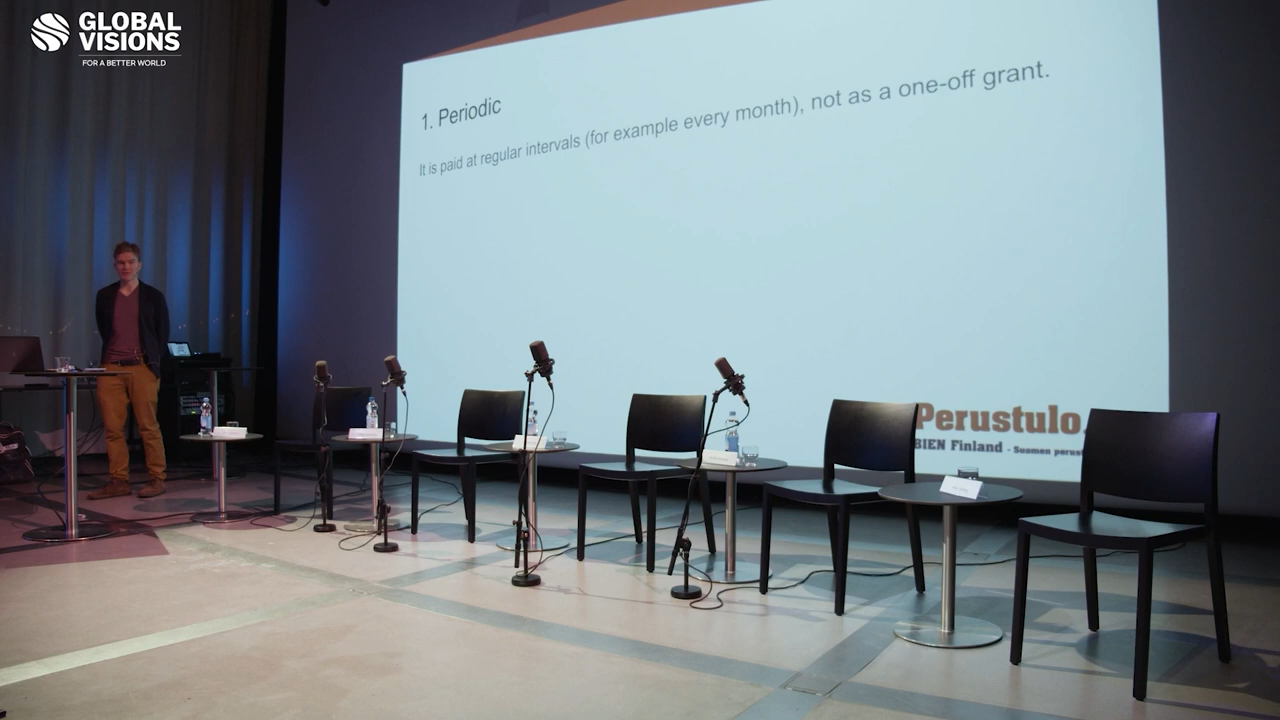 GLOBAL
VISIONS
FOR A BETTER WORLD
1. Periodic
It is paid at regular intervals (for example every month), not as a one-off grant.
Perustulo.
BIEN Finland - Suomen